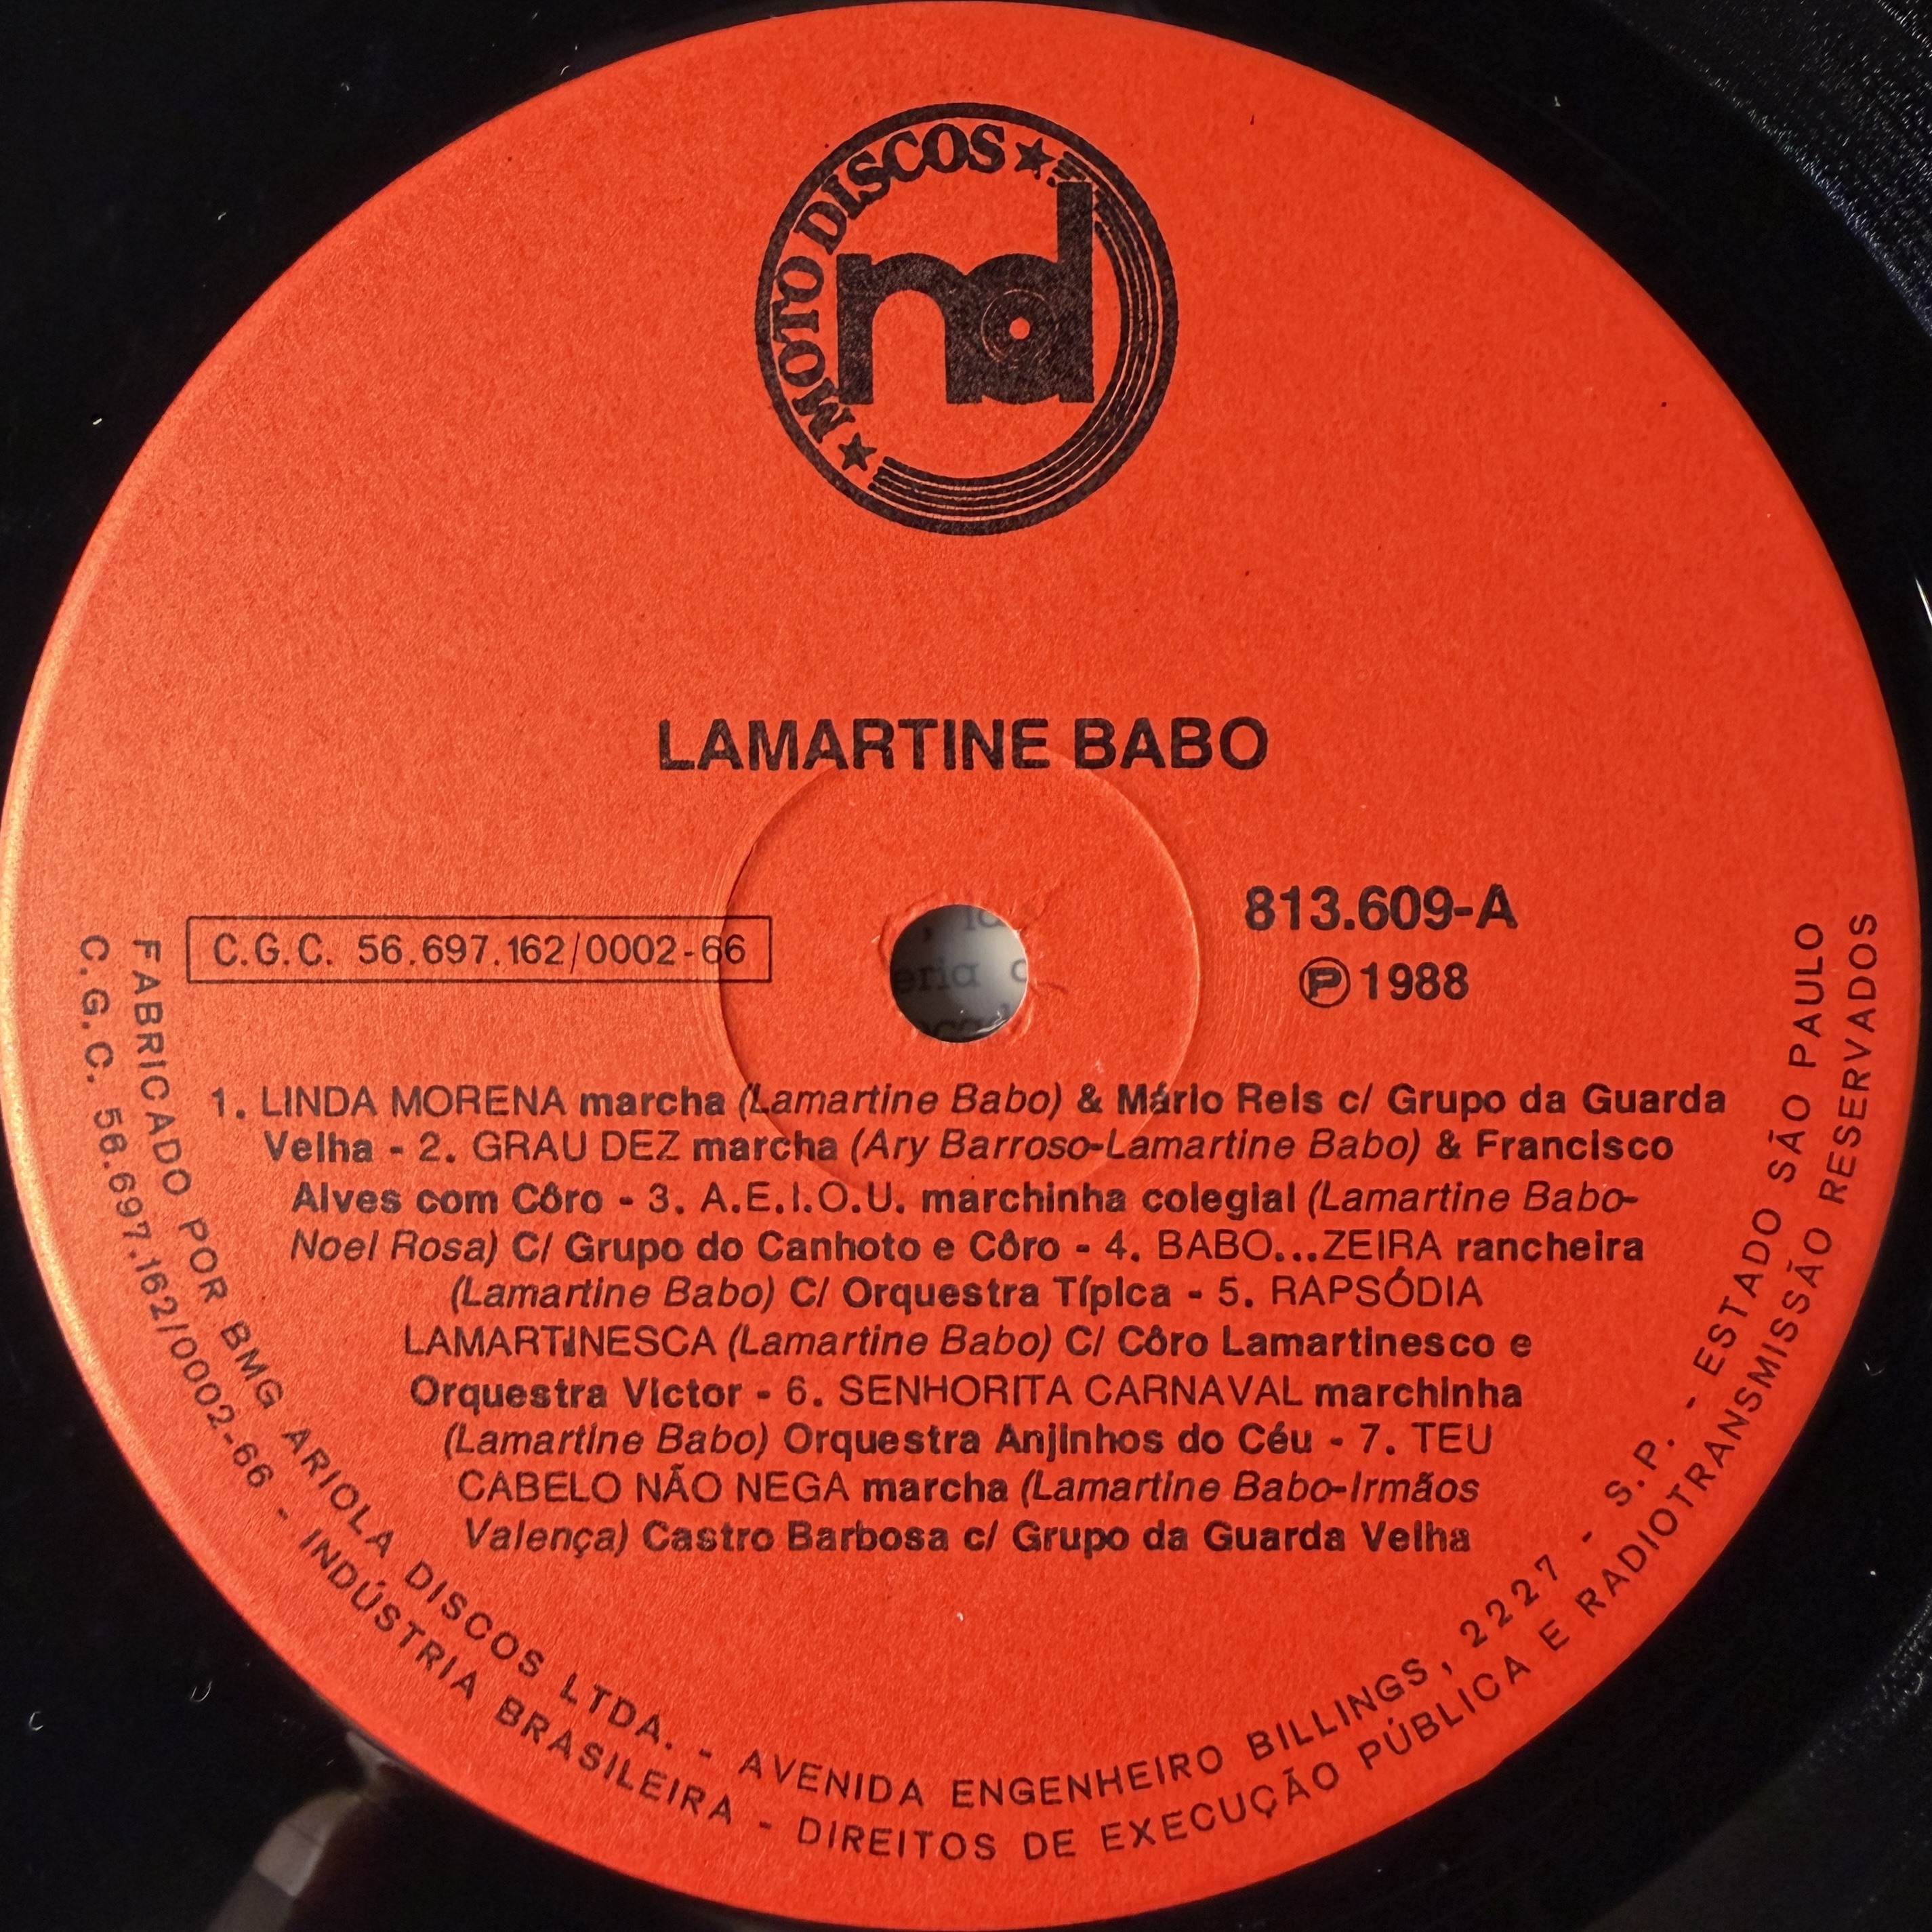 ★ MOTO DISCOS ★
md
LAMARTINE BABO
813.609-A
C.G.C. 56.697.162/0002-66
Ⓟ 1988
1. LINDA MORENA marcha (Lamartine Babo) & Mário Reis c/ Grupo da Guarda
Velha - 2. GRAU DEZ marcha (Ary Barroso-Lamartine Babo) & Francisco
Alves com Côro - 3. A.E.I.O.U. marchinha colegial (Lamartine Babo-
Noel Rosa) C/ Grupo do Canhoto e Côro - 4. BABO...ZEIRA rancheira
(Lamartine Babo) C/ Orquestra Típica - 5. RAPSÓDIA
LAMARTINESCA (Lamartine Babo) C/ Côro Lamartinesco e
Orquestra Victor - 6. SENHORITA CARNAVAL marchinha
(Lamartine Babo) Orquestra Anjinhos do Céu - 7. TEU
CABELO NÃO NEGA marcha (Lamartine Babo-Irmãos
Valença) Castro Barbosa c/ Grupo da Guarda Velha
FABRICADO POR BMG ARIOLA DISCOS LTDA. - AVENIDA ENGENHEIRO BILLINGS, 2227 - S.P. - ESTADO SÃO PAULO
C.G.C. 56.697.162/0002-66 - INDÚSTRIA BRASILEIRA - DIREITOS DE EXECUÇÃO PÚBLICA E RADIOTRANSMISSÃO RESERVADOS